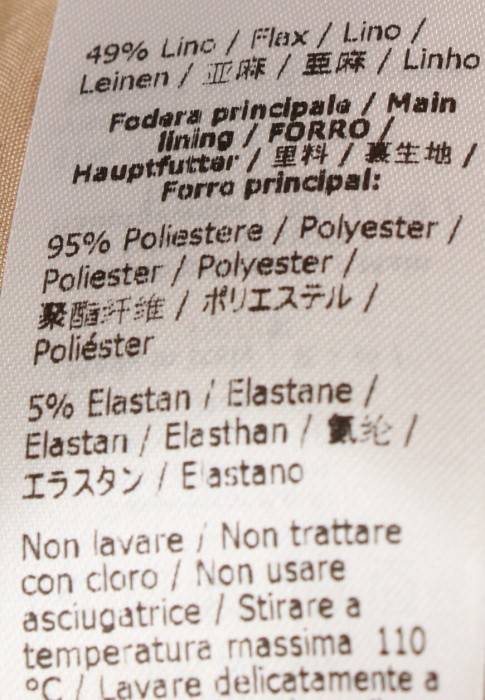 49% Lino / Flax / Lino /
Leinen / 亚麻 / 亜麻 / Linho
Fodera principale / Main
lining / FORRO /
Hauptfutter / 里料 / 裏生地 /
Forro principal:
95% Poliestere / Polyester /
Poliester / Polyester /
聚酯纤维 / ポリエステル /
Poliéster
5% Elastan / Elastane /
Elastan / Elasthan / 氨纶 /
エラスタン / Elastano
Non lavare / Non trattare
con cloro / Non usare
asciugatrice / Stirare a
temperatura massima 110
°C / Lavare delicatamente a